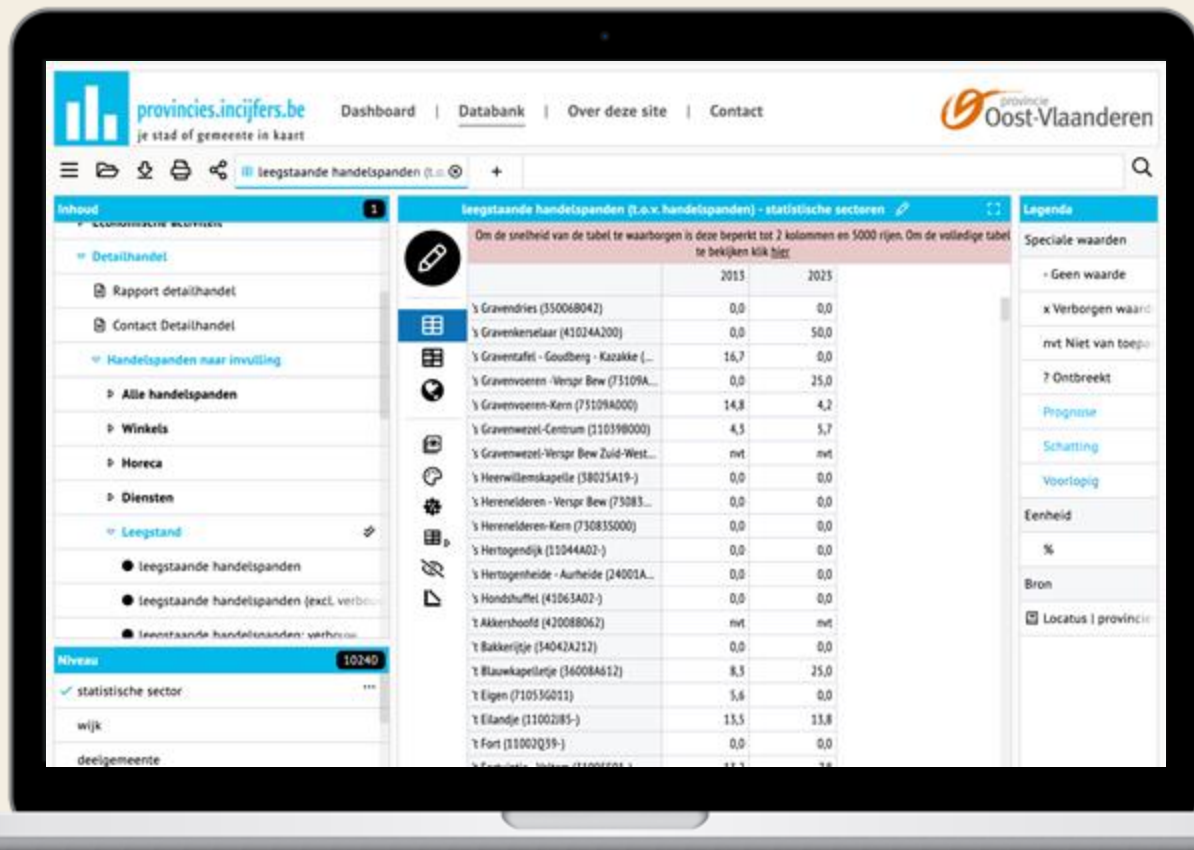 provincies.incijfers.be
je stad of gemeente in kaart
Dashboard | Databank | Over deze site | Contact
provincie
Oost-Vlaanderen
leegstaande handelspanden (t.o.
+
Inhoud 1
Economische activiteit
Detailhandel
Rapport detailhandel
Contact Detailhandel
Handelspanden naar invulling
Alle handelspanden
Winkels
Horeca
Diensten
Leegstand
leegstaande handelspanden
leegstaande handelspanden (excl. verbouw
leegstaande handelspanden: verbouw
Niveau 10240
statistische sector ...
wijk
deelgemeente
leegstaande handelspanden (t.o.v. handelspanden) - statistische sectoren
Om de snelheid van de tabel te waarborgen is deze beperkt tot 2 kolommen en 5000 rijen. Om de volledige tabel
te bekijken klik hier
2013 2023
's Gravendries (35006B042) 0,0 0,0
's Gravenkerselaar (41024A200) 0,0 50,0
's Graventafel - Goudberg - Kazakke (... 16,7 0,0
's Gravenvoeren -Verspr Bew (73109A... 0,0 25,0
's Gravenvoeren-Kern (73109A000) 14,8 4,2
's Gravenwezel-Centrum (11039B000) 4,3 5,7
's Gravenwezel-Verspr Bew Zuid-West... nvt nvt
's Heerwillemskapelle (38025A19-) 0,0 0,0
's Herenelderen - Verspr Bew (73083... 0,0 0,0
's Herenelderen-Kern (73083S000) 0,0 0,0
's Hertogendijk (11044A02-) 0,0 0,0
's Hertogenheide - Aurheide (24001A... 0,0 0,0
's Hondshuffel (41063A02-) 0,0 0,0
't Akkershoofd (42008B062) nvt nvt
't Bakkerijtje (34042A212) 0,0 0,0
't Blauwkapelletje (36008A612) 8,3 25,0
't Eigen (71053G011) 5,6 0,0
't Eilandje (11002J85-) 13,5 13,8
't Fort (11002Q39-) 0,0 0,0
Legenda
Speciale waarden
- Geen waarde
x Verborgen waard
nvt Niet van toepa
? Ontbreekt
Prognose
Schatting
Voorlopig
Eenheid
%
Bron
Locatus | provincie